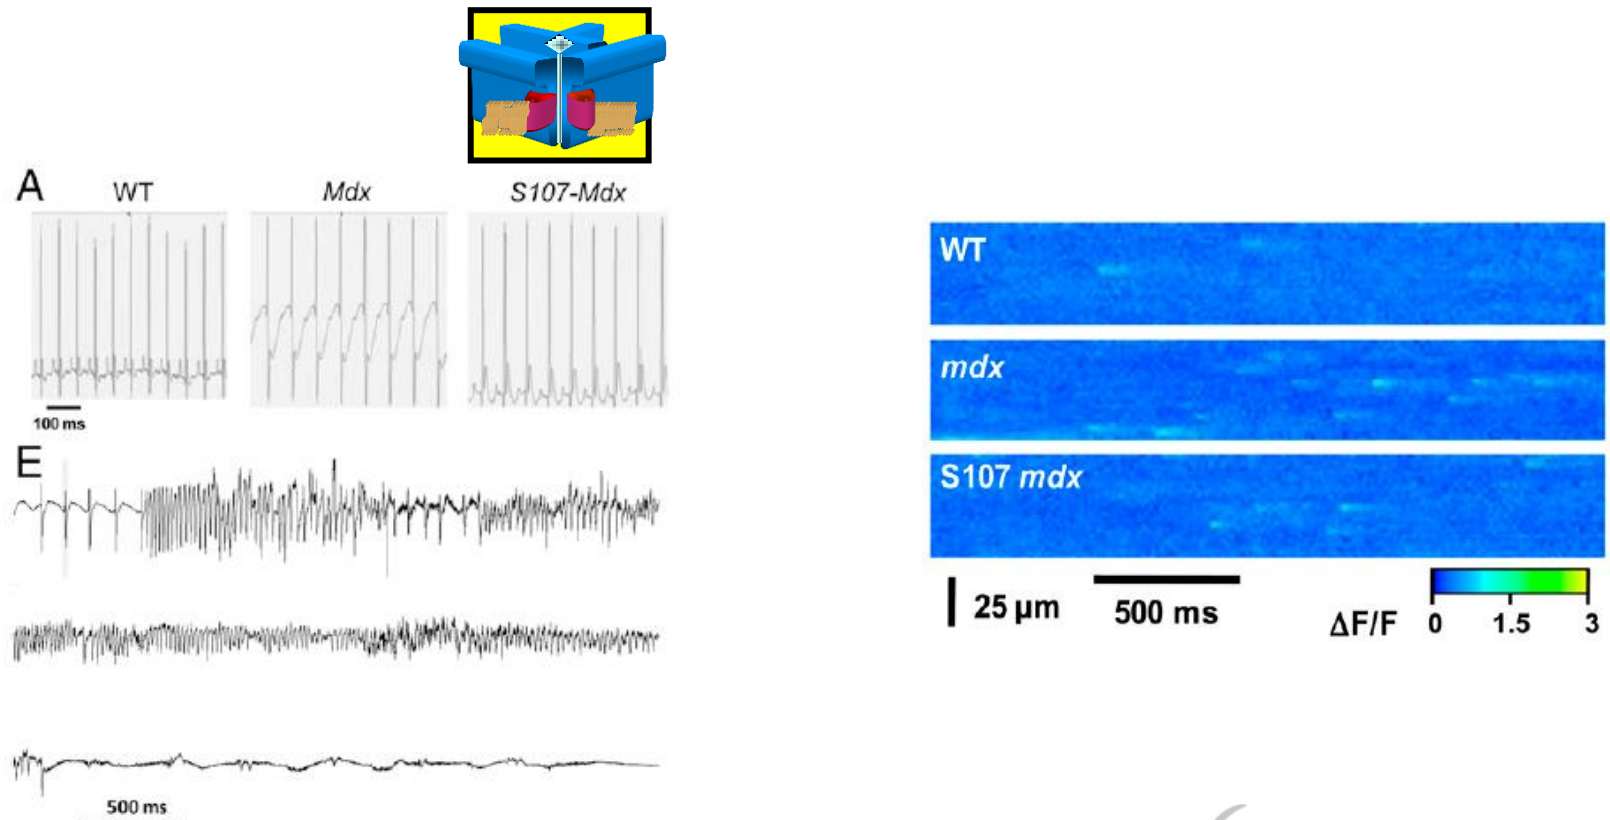 A
WT
Mdx
S107-Mdx
100 ms
E
500 ms
WT
mdx
S107 mdx
25 µm
500 ms
ΔF/F
0 1.5 3